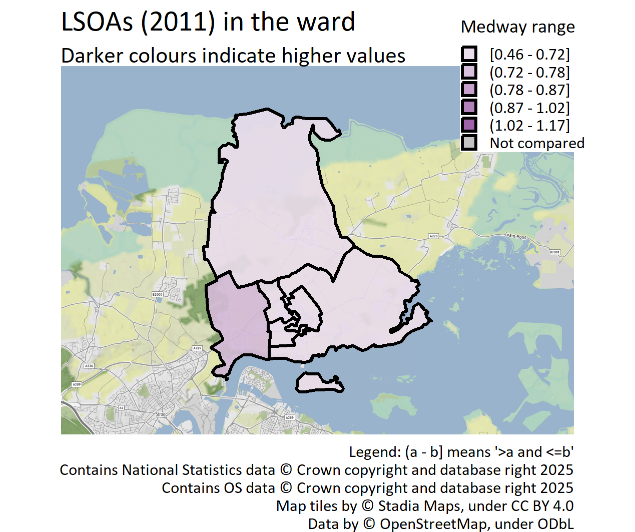 LSOAs (2011) in the ward
Darker colours indicate higher values
Medway range
[0.46 - 0.72]
(0.72 - 0.78]
(0.78 - 0.87]
(0.87 - 1.02]
(1.02 - 1.17]
Not compared
Legend: (a - b] means '>a and <=b'
Contains National Statistics data © Crown copyright and database right 2025
Contains OS data © Crown copyright and database right 2025
Map tiles by © Stadia Maps, under CC BY 4.0
Data by © OpenStreetMap, under ODbL